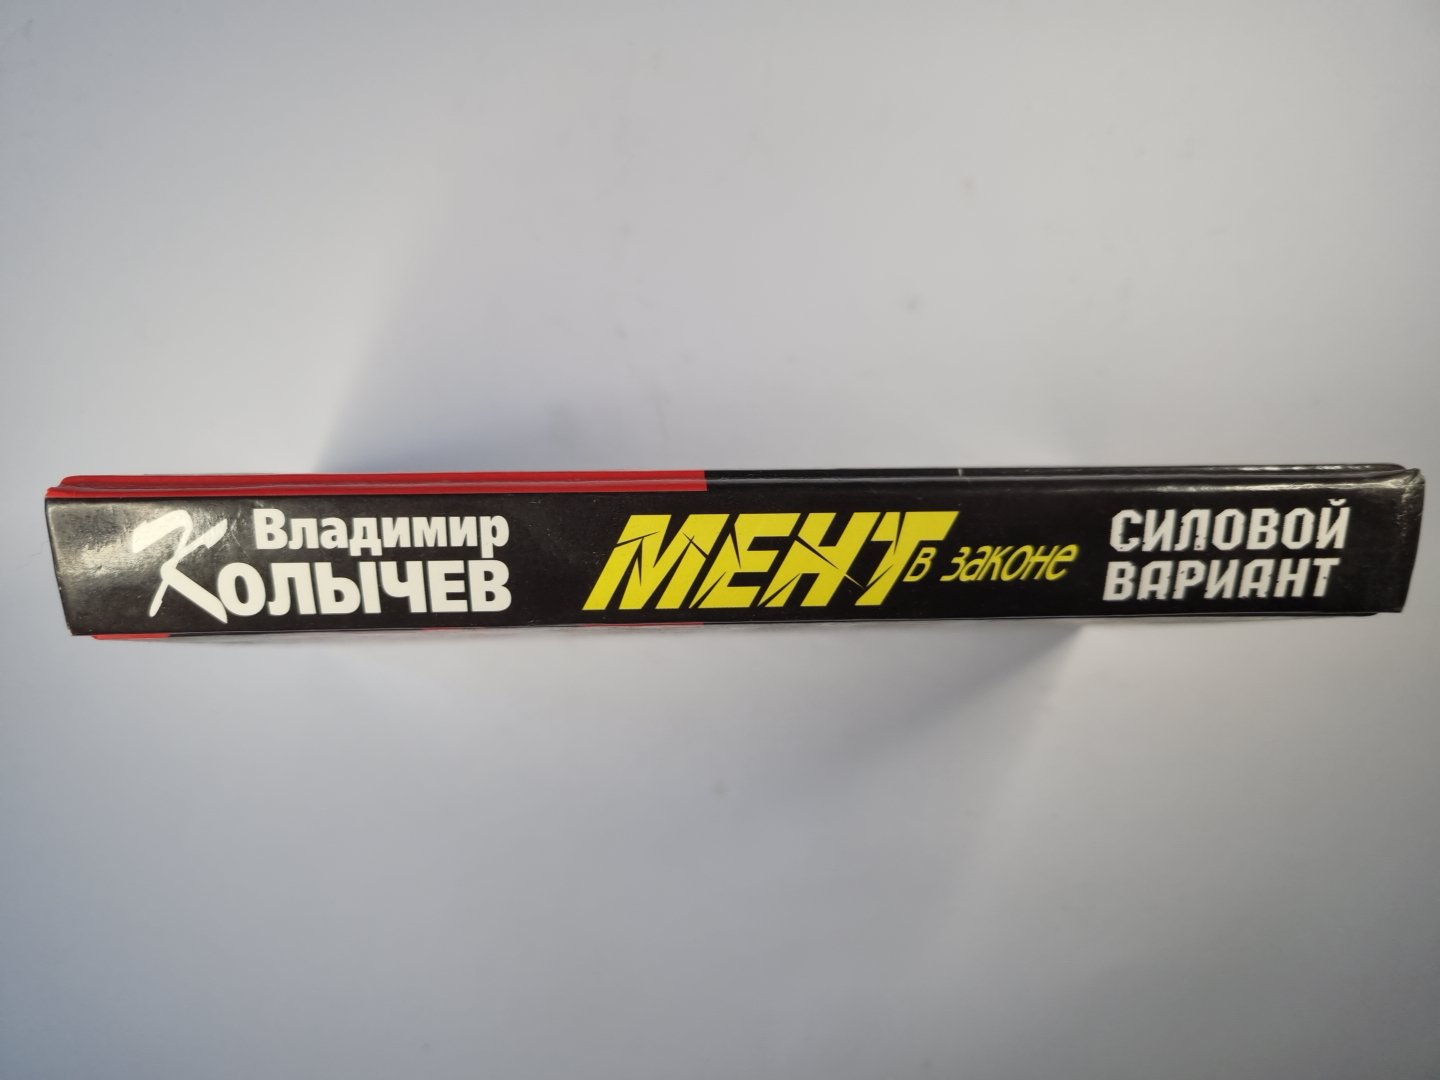 Владимир
КОЛЫЧЕВ
МЕНТ в законе
СИЛОВОЙ
ВАРИАНТ